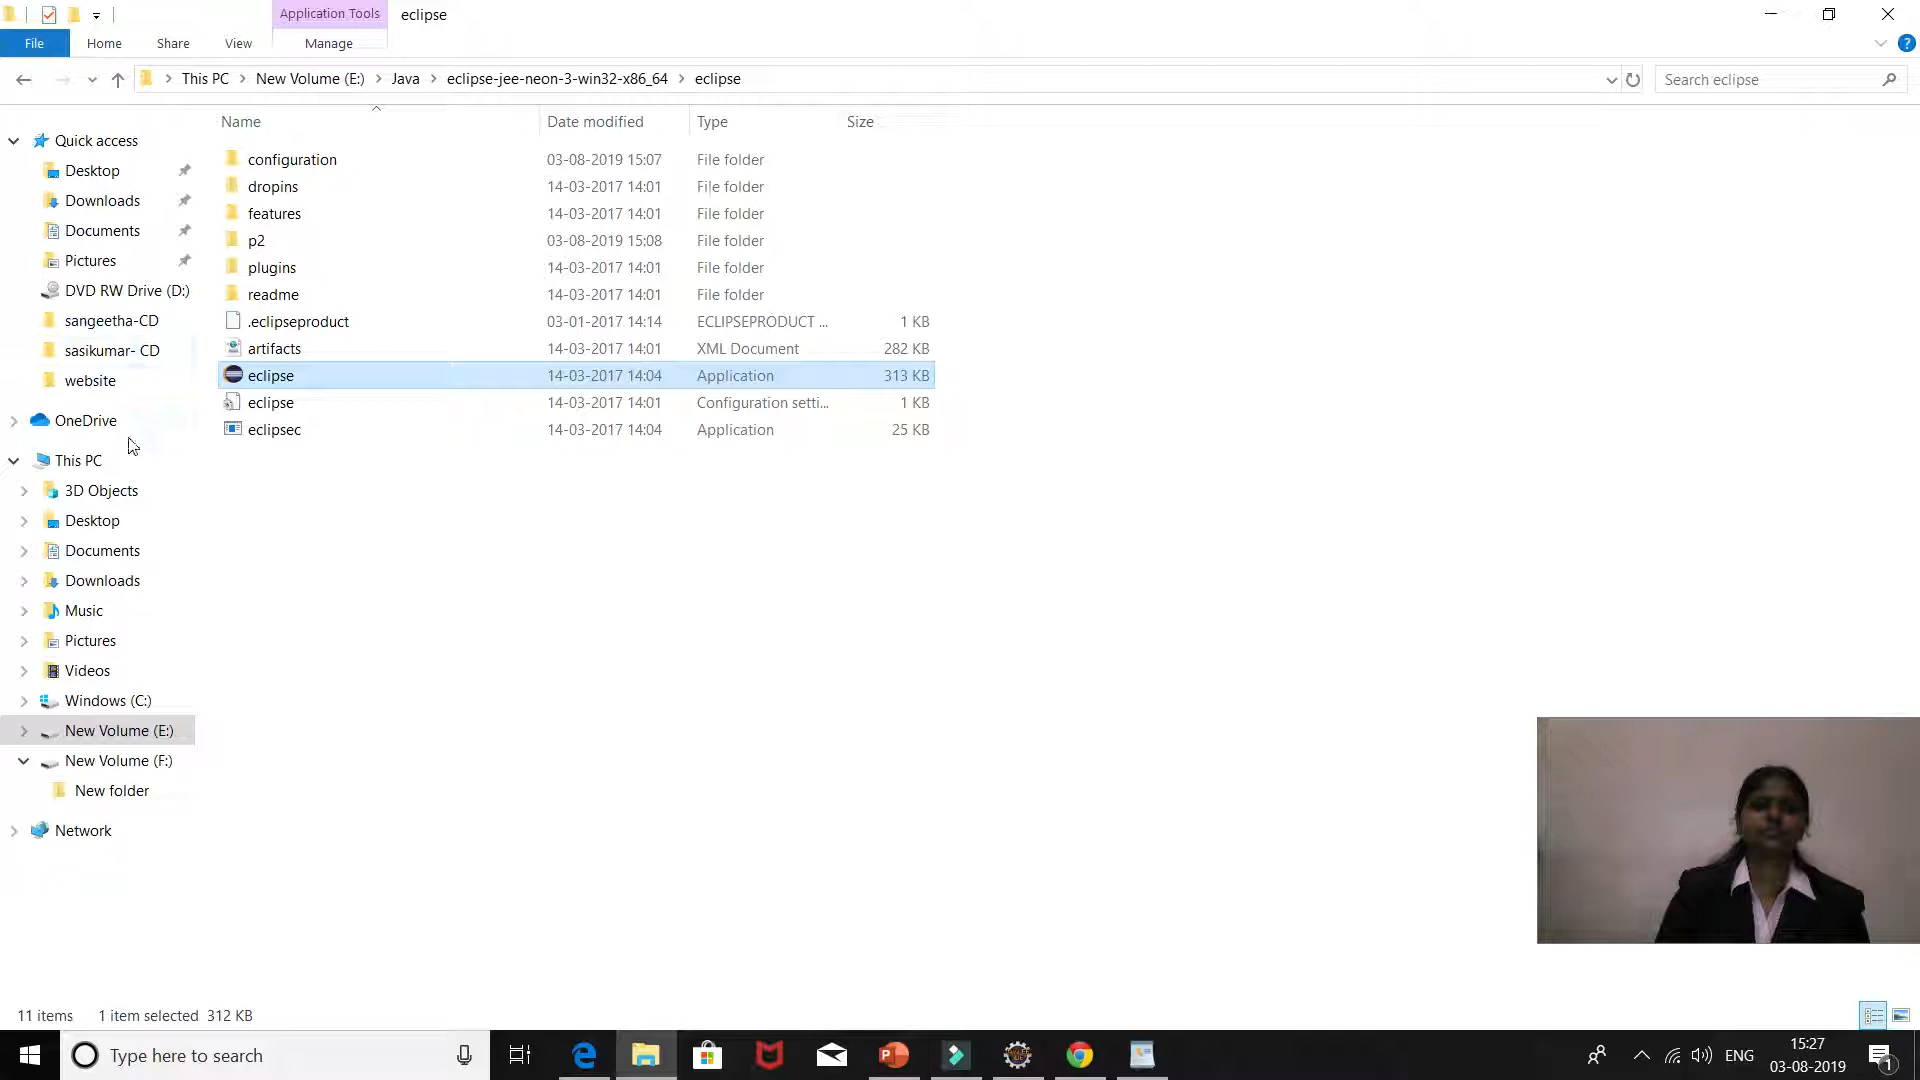 Application Tools
eclipse
File
Home
Share
View
Manage
This PC
New Volume (E:)
Java
eclipse-jee-neon-3-win32-x86_64
eclipse
Search eclipse
Name
Date modified
Type
Size
Quick access
Desktop
Downloads
Documents
Pictures
DVD RW Drive (D:)
sangeetha-CD
sasikumar- CD
website
OneDrive
This PC
3D Objects
Desktop
Documents
Downloads
Music
Pictures
Videos
Windows (C:)
New Volume (E:)
New Volume (F:)
New folder
Network
configuration 03-08-2019 15:07 File folder
dropins 14-03-2017 14:01 File folder
features 14-03-2017 14:01 File folder
p2 03-08-2019 15:08 File folder
plugins 14-03-2017 14:01 File folder
readme 14-03-2017 14:01 File folder
.eclipseproduct 03-01-2017 14:14 ECLIPSEPRODUCT ... 1 KB
artifacts 14-03-2017 14:01 XML Document 282 KB
eclipse 14-03-2017 14:04 Application 313 KB
eclipse 14-03-2017 14:01 Configuration setti... 1 KB
eclipsec 14-03-2017 14:04 Application 25 KB
11 items 1 item selected 312 KB
Type here to search
ENG
15:27
03-08-2019
1